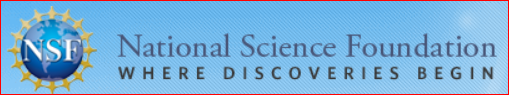 NSF
National Science Foundation
WHERE DISCOVERIES BEGIN